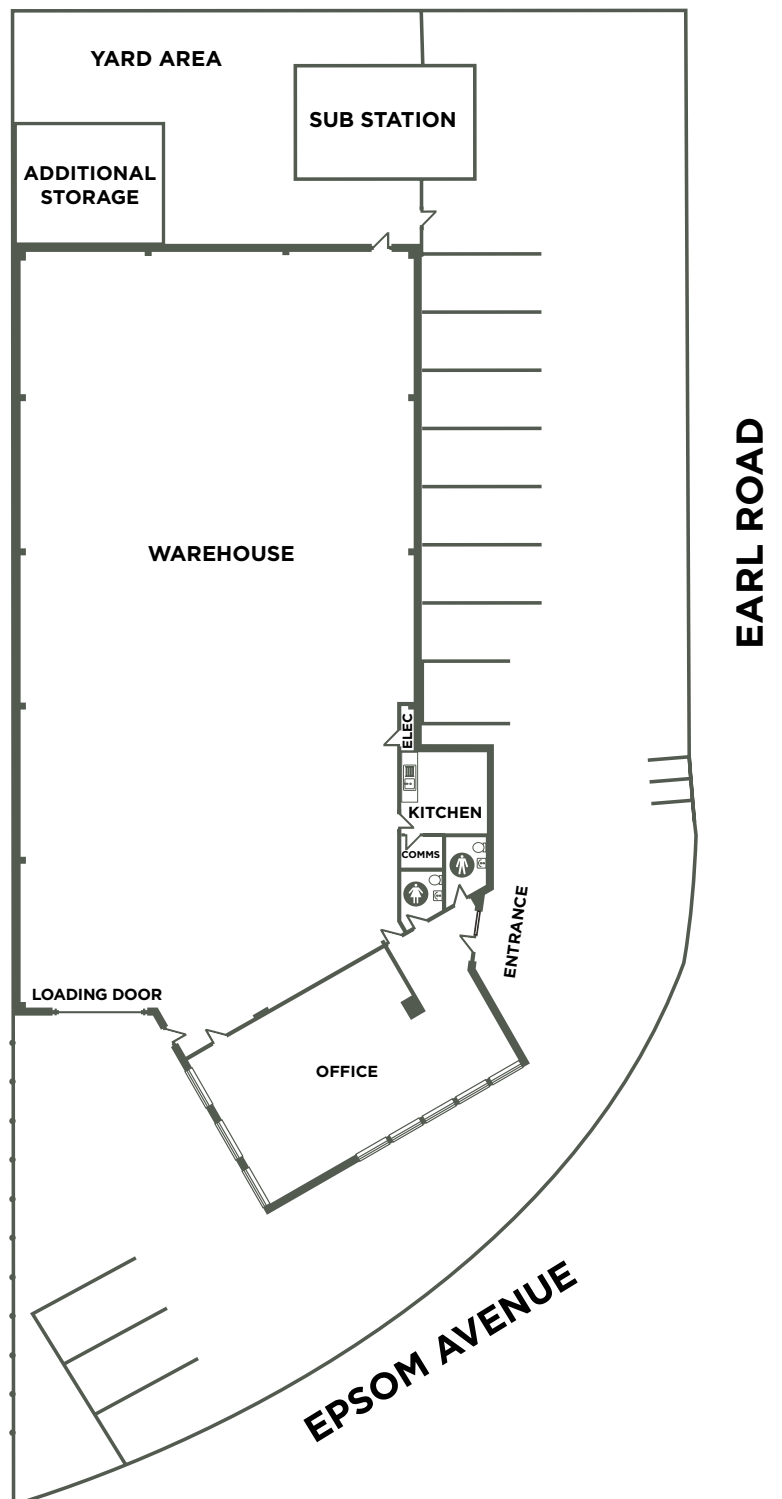 YARD AREA
SUB STATION
ADDITIONAL
STORAGE
EARL ROAD
WAREHOUSE
ELEC
KITCHEN
COMMS
ENTRANCE
LOADING DOOR
OFFICE
EPSOM AVENUE